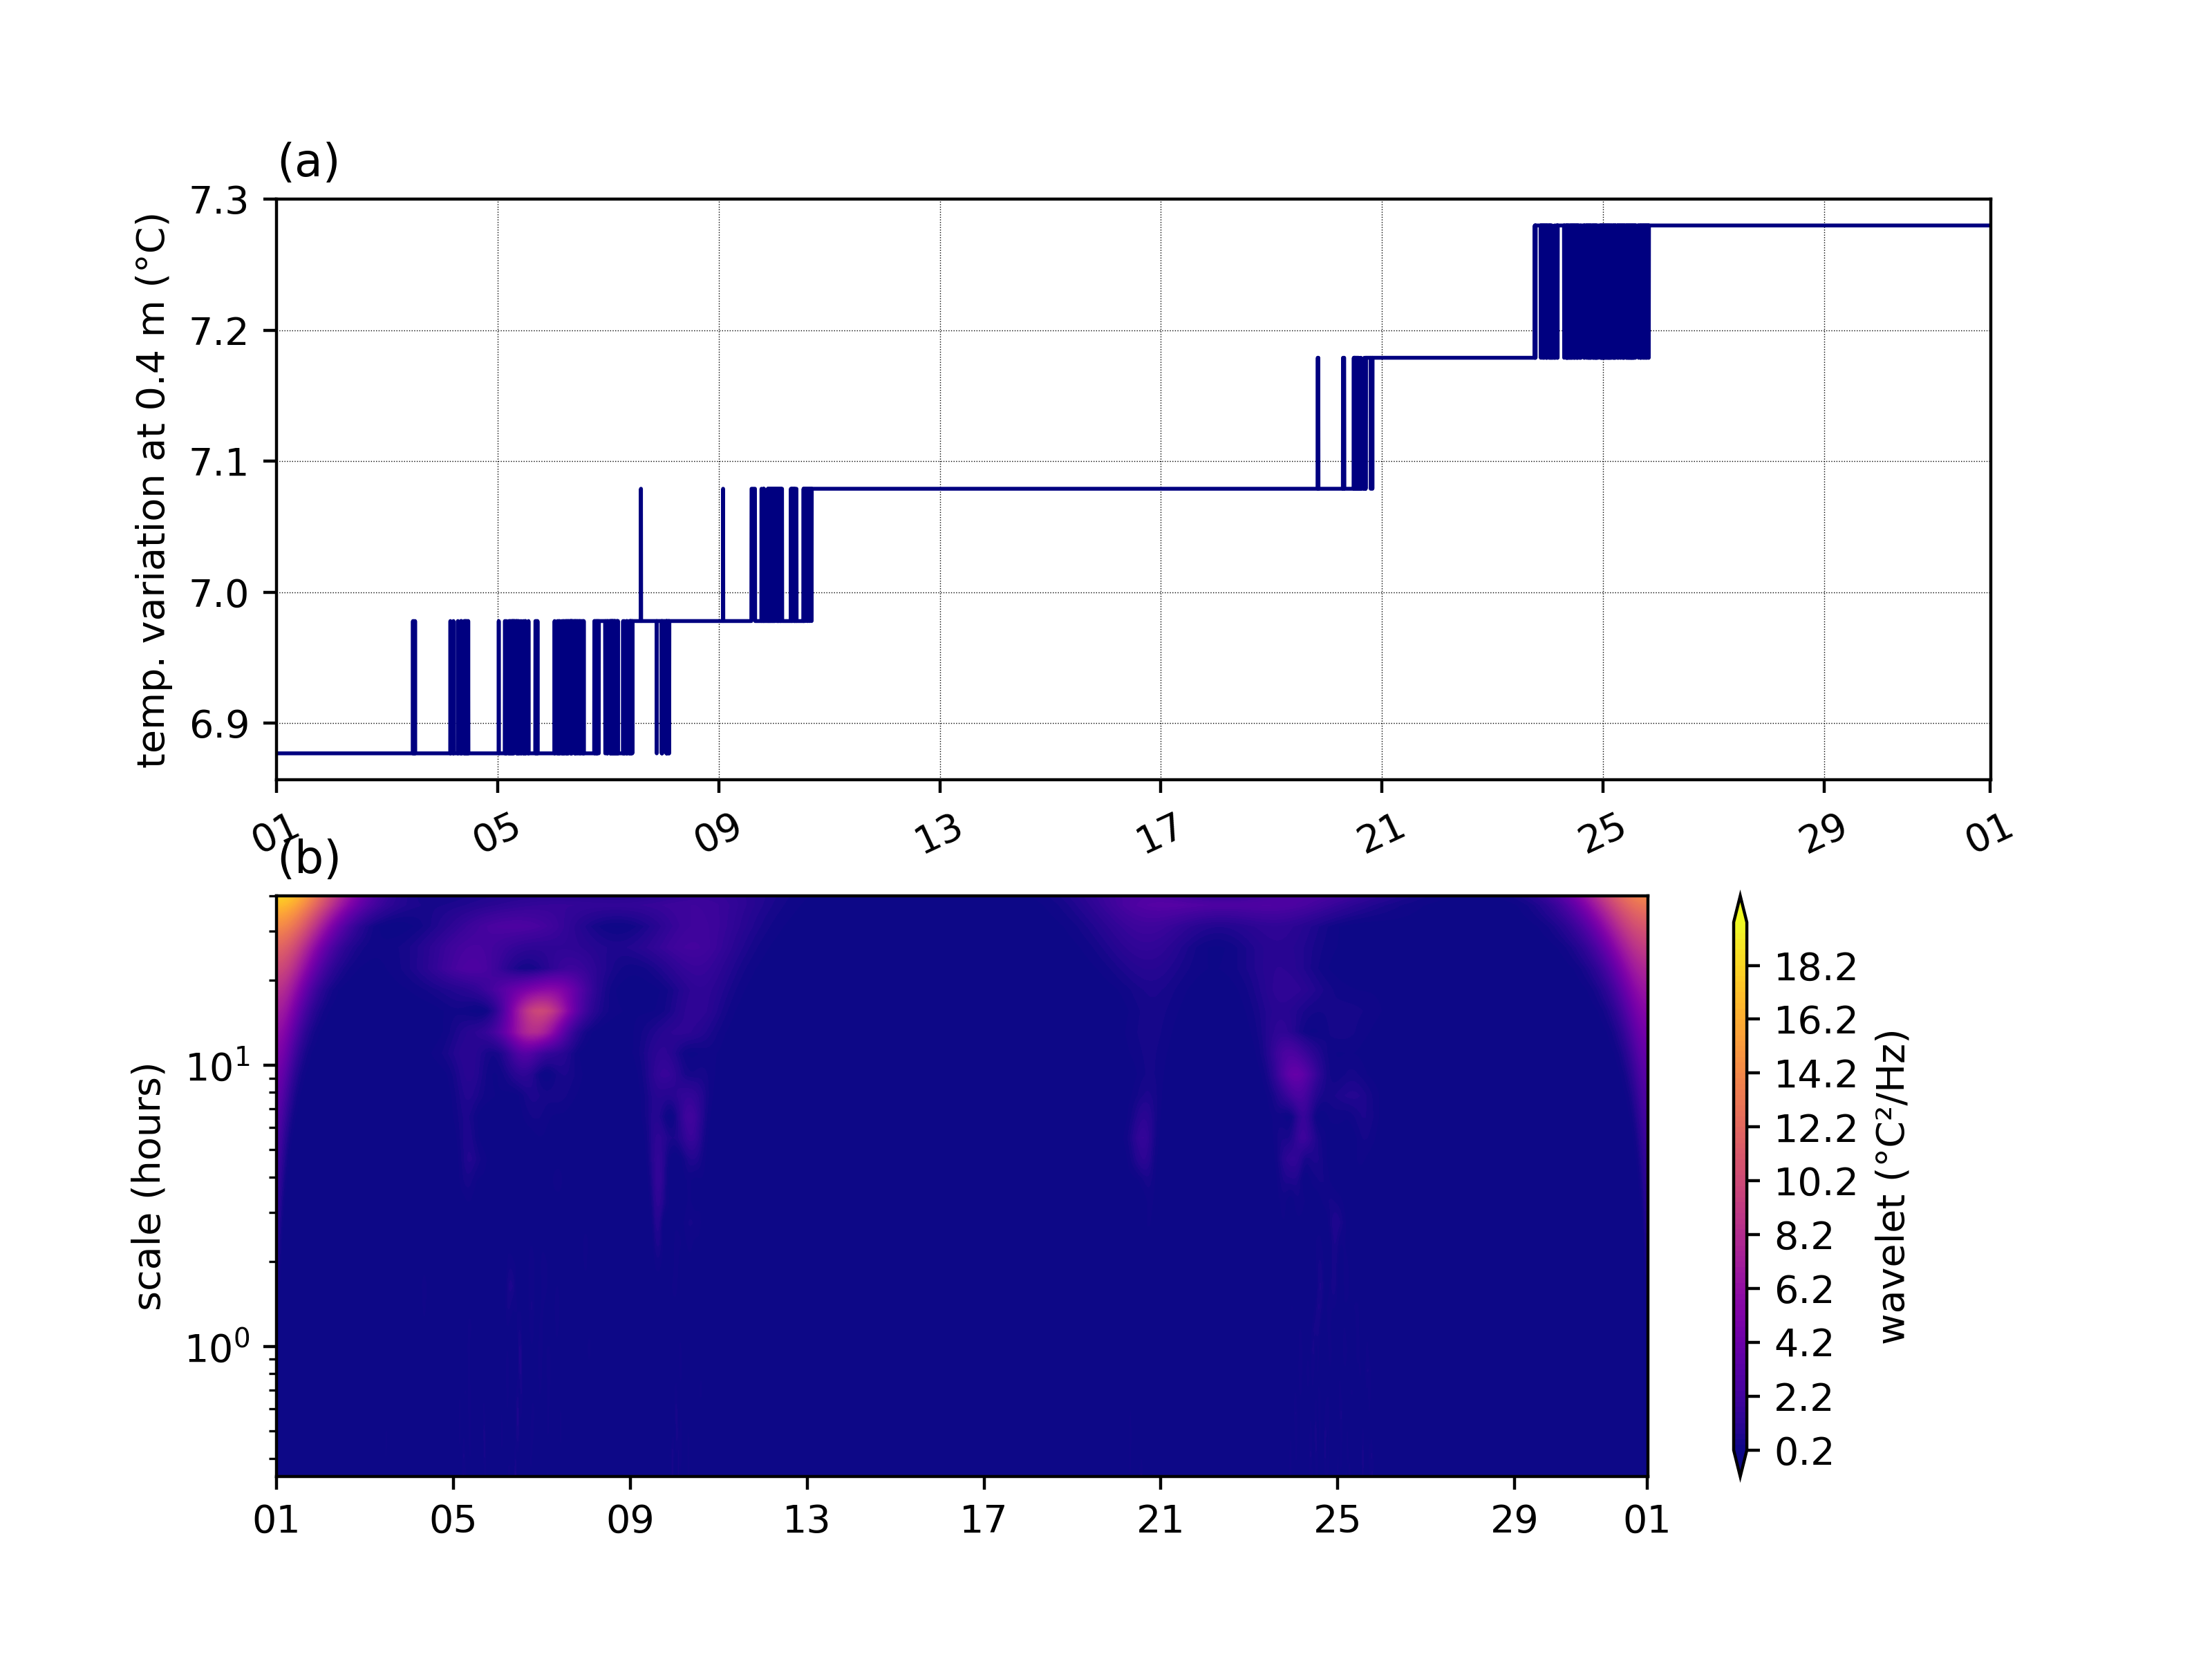 (a)
temp. variation at 0.4 m (°C)
7.3
7.2
7.1
7.0
6.9
01 05 09 13 17 21 25 29 01
(b)
scale (hours)
10¹
10⁰
01 05 09 13 17 21 25 29 01
18.2
16.2
14.2
12.2
10.2
8.2
6.2
4.2
2.2
0.2
wavelet (°C²/Hz)